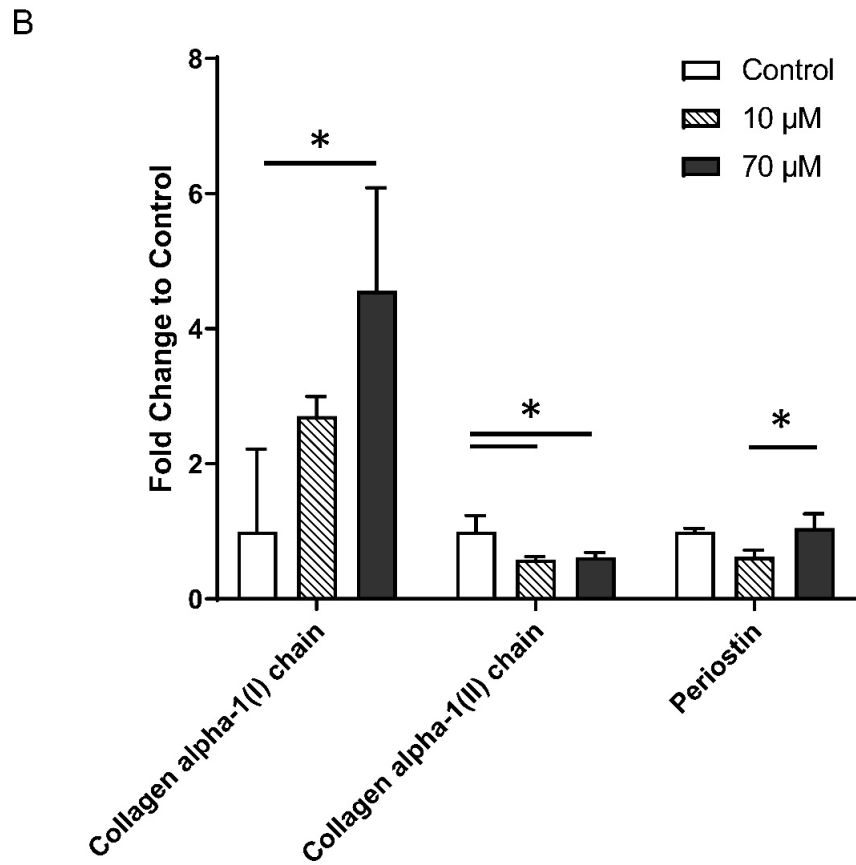 B
Fold Change to Control
8
6
4
2
0
Control
10 µM
70 µM
*
*
*
Collagen alpha-1(I) chain
Collagen alpha-1(II) chain
Periostin